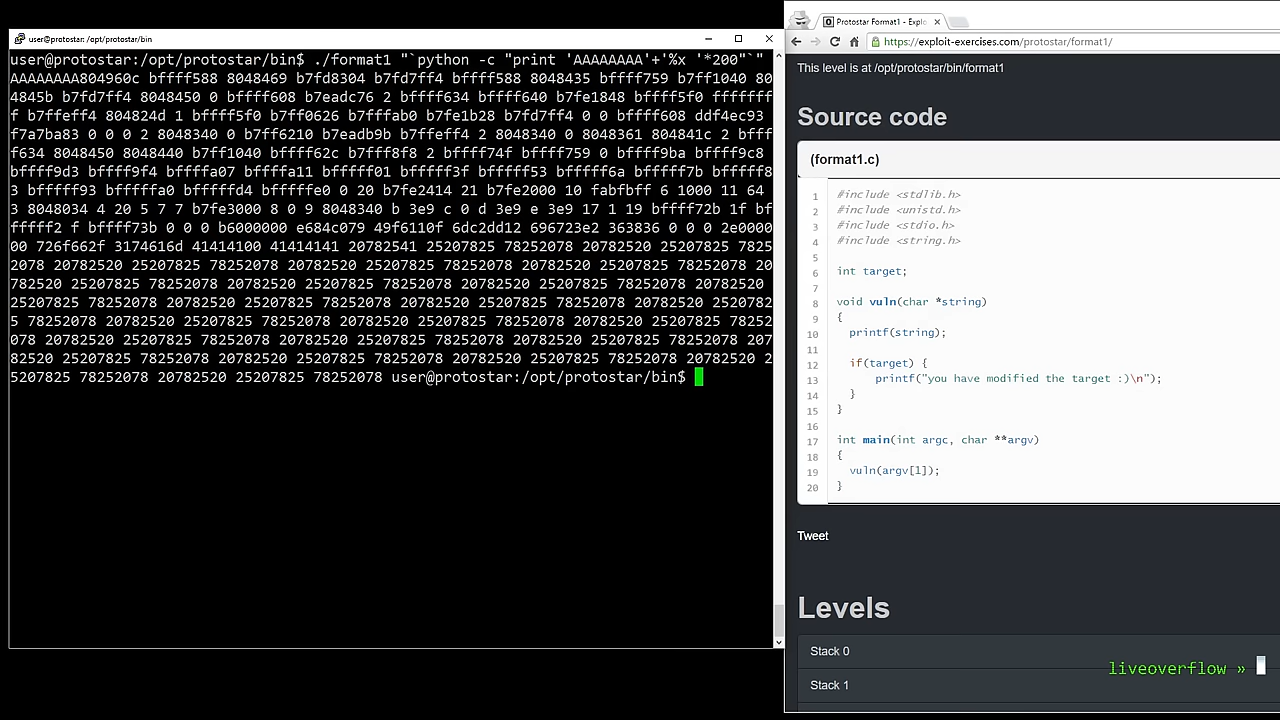 user@protostar: /opt/protostar/bin
user@protostar:/opt/protostar/bin$ ./format1 "`python -c "print 'AAAAAAAA'+'%x '*200"`"
AAAAAAAA804960c bffff588 8048469 b7fd8304 b7fd7ff4 bffff588 8048435 bffff759 b7ff1040 80
4845b b7fd7ff4 8048450 0 bffff608 b7eadc76 2 bffff634 bffff640 b7fe1848 bffff5f0 fffffff
f b7ffeff4 804824d 1 bffff5f0 b7ff0626 b7fffab0 b7fe1b28 b7fd7ff4 0 0 bffff608 ddf4ec93
f7a7ba83 0 0 0 2 8048340 0 b7ff6210 b7eadb9b b7ffeff4 2 8048340 0 8048361 804841c 2 bfff
f634 8048450 8048440 b7ff1040 bffff62c b7fff8f8 2 bffff74f bffff759 0 bffff9ba bffff9c8
bffff9d3 bffff9f4 bffffa07 bffffa11 bfffff01 bfffff3f bfffff53 bfffff6a bfffff7b bfffff8
3 bfffff93 bfffffa0 bfffffd4 bfffffe0 0 20 b7fe2414 21 b7fe2000 10 fabfbff 6 1000 11 64
3 8048034 4 20 5 7 7 b7fe3000 8 0 9 8048340 b 3e9 c 0 d 3e9 e 3e9 17 1 19 bffff72b 1f bf
fffff2 f bffff73b 0 0 0 b6000000 e684c079 49f6110f 6dc2dd12 696723e2 363836 0 0 0 2e0000
00 726f662f 3174616d 41414100 41414141 20782541 25207825 78252078 20782520 25207825 7825
2078 20782520 25207825 78252078 20782520 25207825 78252078 20782520 25207825 78252078 20
782520 25207825 78252078 20782520 25207825 78252078 20782520 25207825 78252078 20782520
25207825 78252078 20782520 25207825 78252078 20782520 25207825 78252078 20782520 2520782
5 78252078 20782520 25207825 78252078 20782520 25207825 78252078 20782520 25207825 78252
078 20782520 25207825 78252078 20782520 25207825 78252078 20782520 25207825 78252078 207
82520 25207825 78252078 20782520 25207825 78252078 20782520 25207825 78252078 20782520 2
5207825 78252078 20782520 25207825 78252078 user@protostar:/opt/protostar/bin$
Protostar Format1 - Explo
https://exploit-exercises.com/protostar/format1/
This level is at /opt/protostar/bin/format1
Source code
(format1.c)
1 #include <stdlib.h>
2 #include <unistd.h>
3 #include <stdio.h>
4 #include <string.h>
5
6 int target;
7
8 void vuln(char *string)
9 {
10 printf(string);
11
12 if(target) {
13 printf("you have modified the target :)\n");
14 }
15 }
16
17 int main(int argc, char **argv)
18 {
19 vuln(argv[1]);
20 }
Tweet
Levels
Stack 0
Stack 1
liveoverflow »